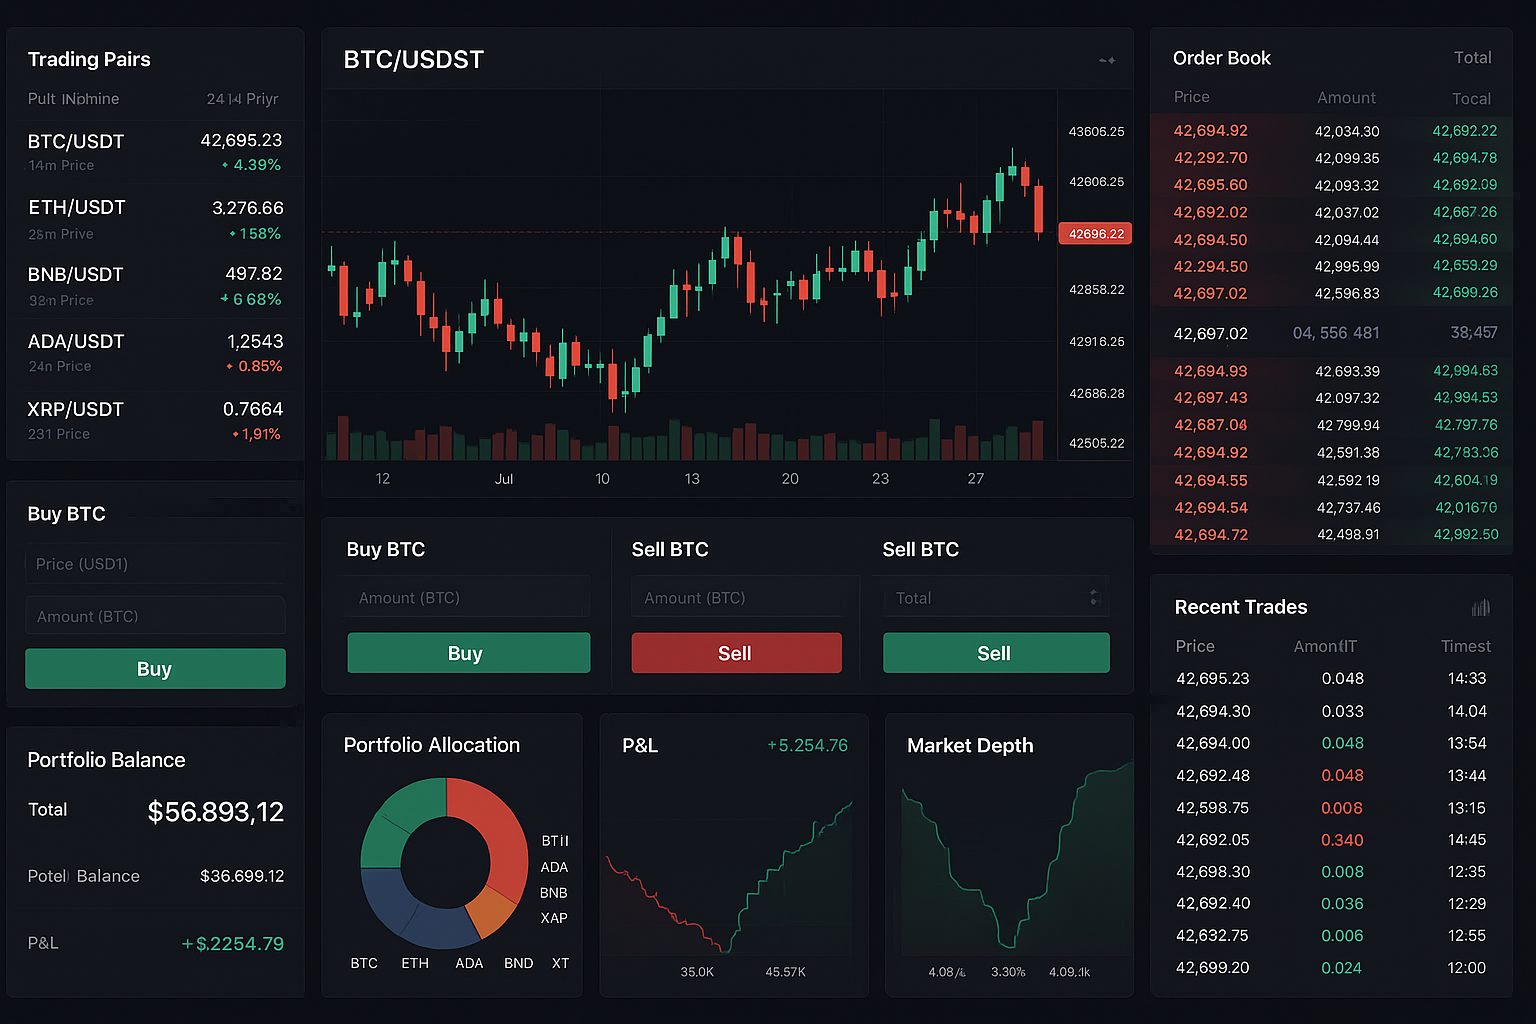 Trading Pairs
Pult
Priyr
BTC/USDT 42,695.23
14m Price 4.39%
ETH/USDT 3,276.66
28m Prive 158%
BNB/USDT 497.82
Price +6 68%
ADA/USDT 1,2543
24n Price 0.85%
XRP/USDT 0.7664
231 Price 1,91%
Buy BTC
Price (USD1)
Amount (BTC)
Buy
Portfolio Balance
Total $56.893,12
Balance $36.699.12
P&L +$.2254.79
BTC/USDST
43606.25
42606.25
42696.22
42858.22
42916.25
42686.28
42505.22
12 Jul 10 13 20 23 27
Buy BTC
Amount (BTC)
Buy
Sell BTC
Amount (BTC)
Sell
Sell BTC
Total
Sell
Portfolio Allocation
ADA
BNB
XAP
BTC ETH ADA BND XT
P&L +5.254.76
35.0K 45.57K
Market Depth
3.30%
Order Book Total
Price Amount Tocal
42,694.92 42,034.30 42,692.22
42,292.70 42,099.35 42,694.78
42,695.60 42,093.32 42,692.09
42,692.02 42,037.02 42,667.26
42,694.50 42,094.44 42,694.60
42.294.50 42,995.99 42,659.29
42,697.02 42,596.83 42,699.26
42,697.02 04, 556 481 38;457
42,694.93 42,693.39 42,994.63
42,697.43 42.097.32 42,994.53
42,687.04 42 799.94 42.797.76
42,694.92 42,591.38 42,783.06
42,694.55 42,592 19 42,604.19
42,694.54 42,737.46 42,01670
42,694.72 42,498.91 42,992.50
Recent Trades
Price Timest
42,695.23 0.048 14:33
42,694.30 0.033 14.04
42,694.00 0.048 13:54
42,692.48 0.048 13:44
42,598.75 0.008 13:15
42,692.05 0.340 14:45
42,698.30 0.008 12:35
42,692.40 0.036 12:29
42,632.75 0.006 12:55
42,699.20 0.024 12:00